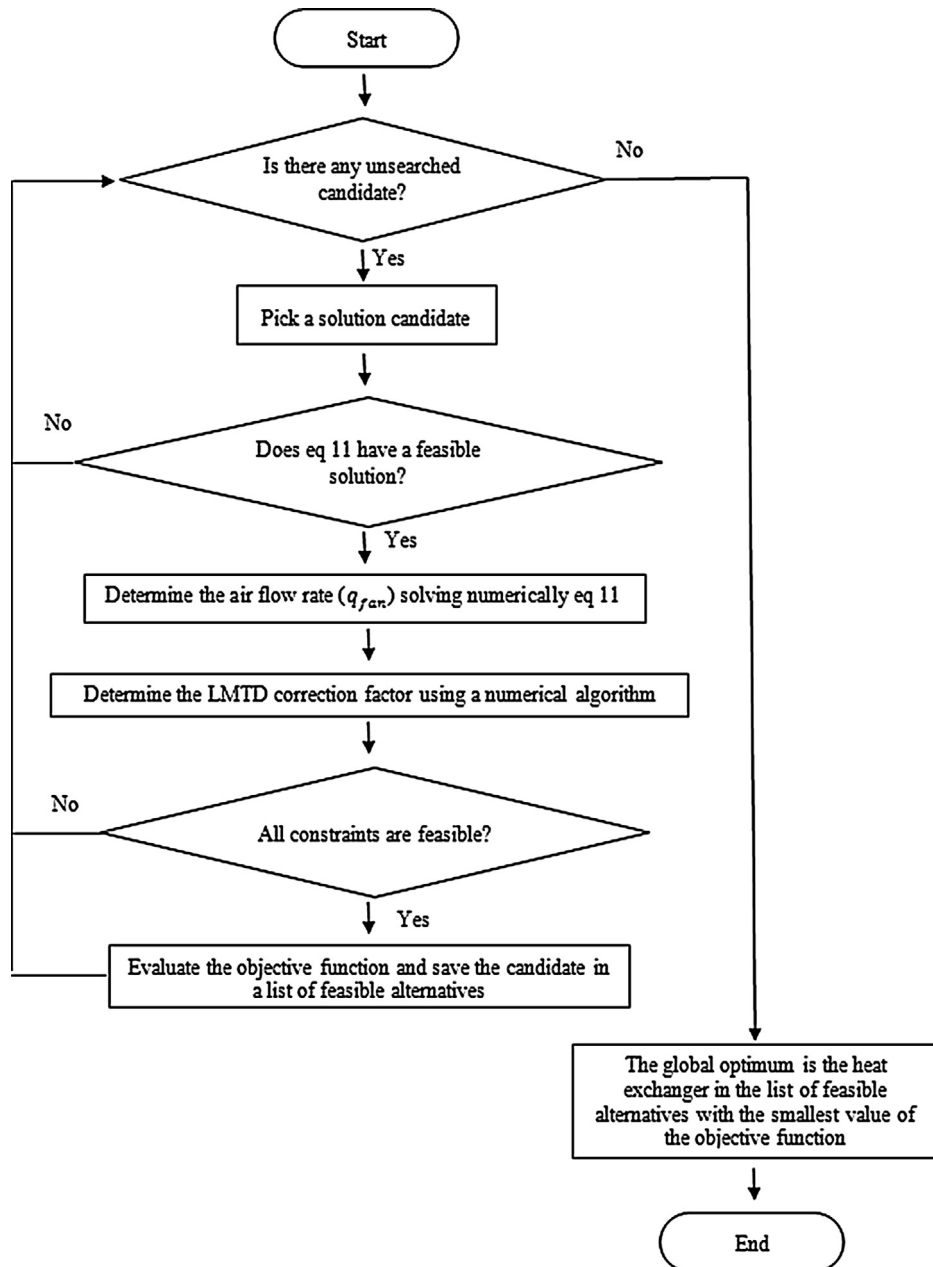 Start
Is there any unsearched
candidate?
No
Yes
Pick a solution candidate
No
Does eq 11 have a feasible
solution?
Yes
Determine the air flow rate (q_fan) solving numerically eq 11
Determine the LMTD correction factor using a numerical algorithm
No
All constraints are feasible?
Yes
Evaluate the objective function and save the candidate in
a list of feasible alternatives
The global optimum is the heat
exchanger in the list of feasible
alternatives with the smallest value of
the objective function
End